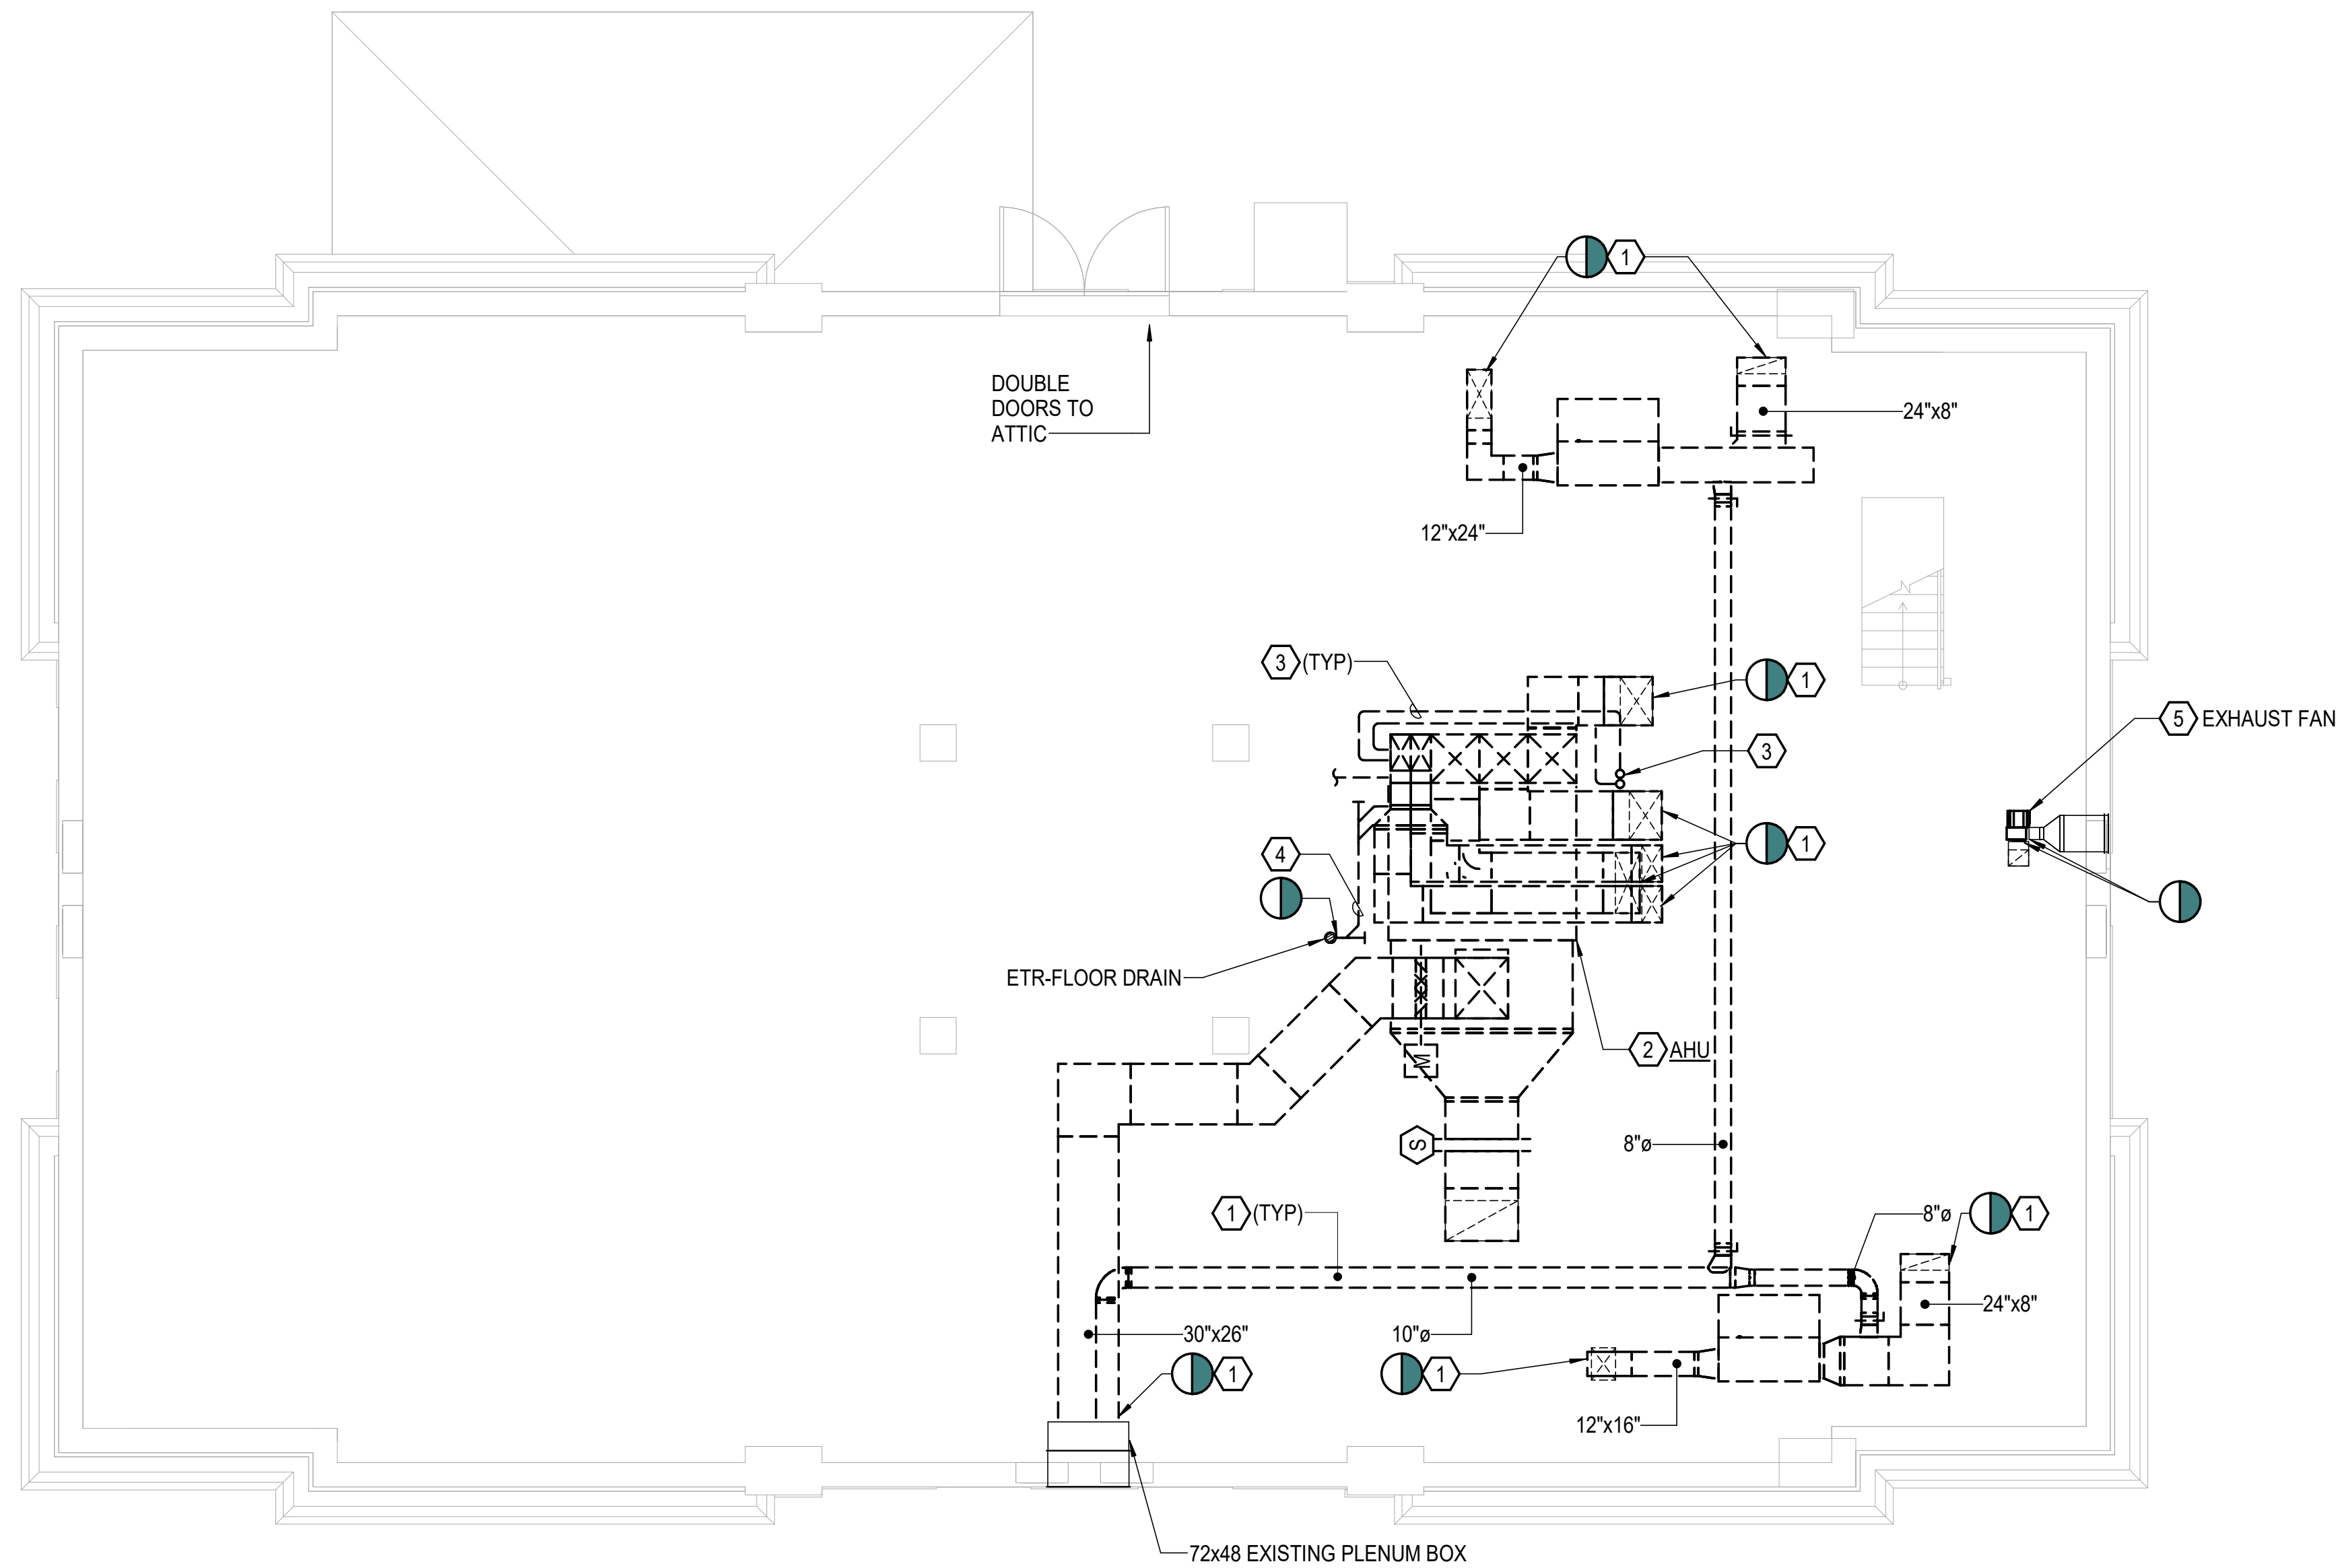 1
DOUBLE
DOORS TO
ATTIC
24"x8"
12"x24"
3 (TYP)
1
5 EXHAUST FAN
3
1
4
ETR-FLOOR DRAIN
2 AHU
M
S
8"ø
1 (TYP)
8"ø
1
24"x8"
30"x26"
10"ø
1
1
12"x16"
72x48 EXISTING PLENUM BOX